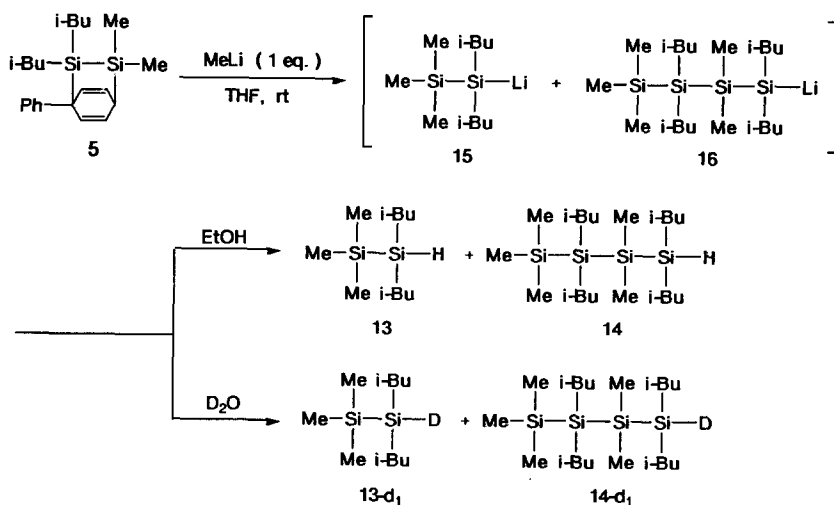 i-Bu Me
i-Bu—Si—Si—Me
Ph
5
MeLi ( 1 eq. )
THF, rt
Me i-Bu
Me—Si—Si—Li
Me i-Bu
15
+
Me i-Bu Me i-Bu
Me—Si—Si—Si—Si—Li
Me i-Bu Me i-Bu
16
EtOH
Me i-Bu
Me—Si—Si—H
Me i-Bu
13
+
Me i-Bu Me i-Bu
Me—Si—Si—Si—Si—H
Me i-Bu Me i-Bu
14
D₂O
Me i-Bu
Me—Si—Si—D
Me i-Bu
13-d₁
+
Me i-Bu Me i-Bu
Me—Si—Si—Si—Si—D
Me i-Bu Me i-Bu
14-d₁